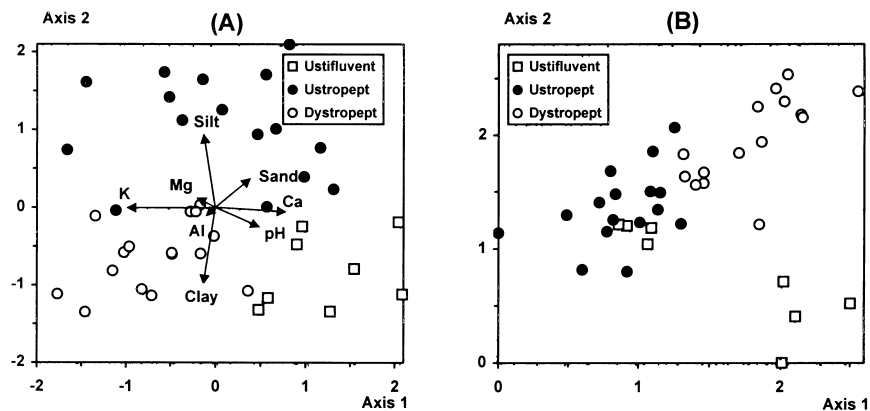 Axis 2
(A)
Ustifluvent
Ustropept
Dystropept
Silt
Sand
Mg
K
Ca
Al
pH
Clay
2
1
0
-1
-2
-2 -1 0 1 2
Axis 1
Axis 2
(B)
Ustifluvent
Ustropept
Dystropept
2
1
0
0 1 2
Axis 1